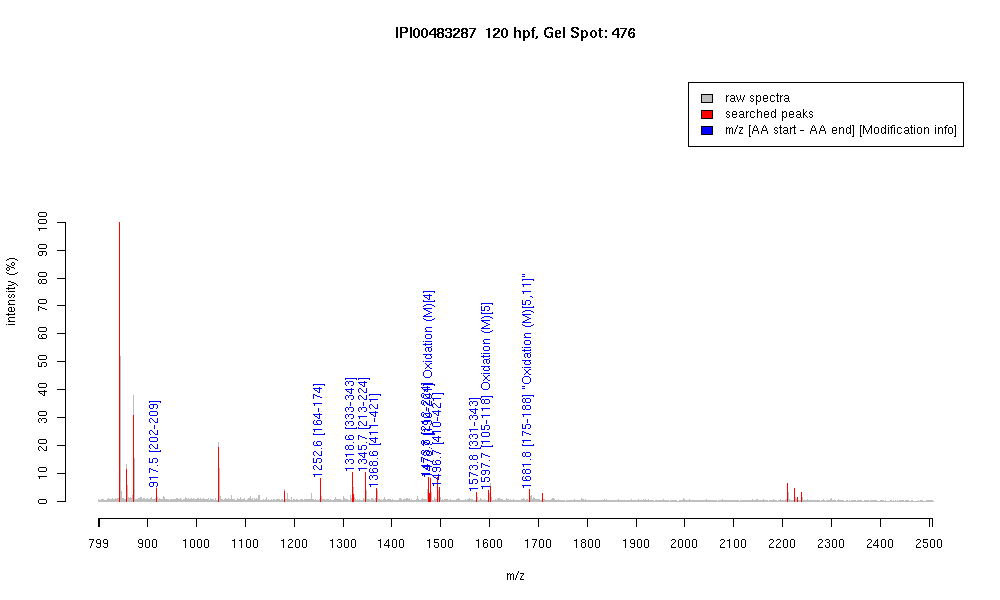 IPI00483287 120 hpf, Gel Spot: 476
raw spectra
searched peaks
m/z [AA start - AA end] [Modification info]
intensity (%)
100
90
80
70
60
50
40
30
20
10
0
917.5 [202-209]
1252.6 [164-174]
1318.6 [333-343]
1345.7 [213-224]
1368.6 [411-421]
Oxidation (M)[4]
1496.7 [410-421]
1573.8 [331-343]
1597.7 [105-118] Oxidation (M)[5]
1681.8 [175-188] "Oxidation (M)[5,11]"
799 900 1000 1100 1200 1300 1400 1500 1600 1700 1800 1900 2000 2100 2200 2300 2400 2500
m/z